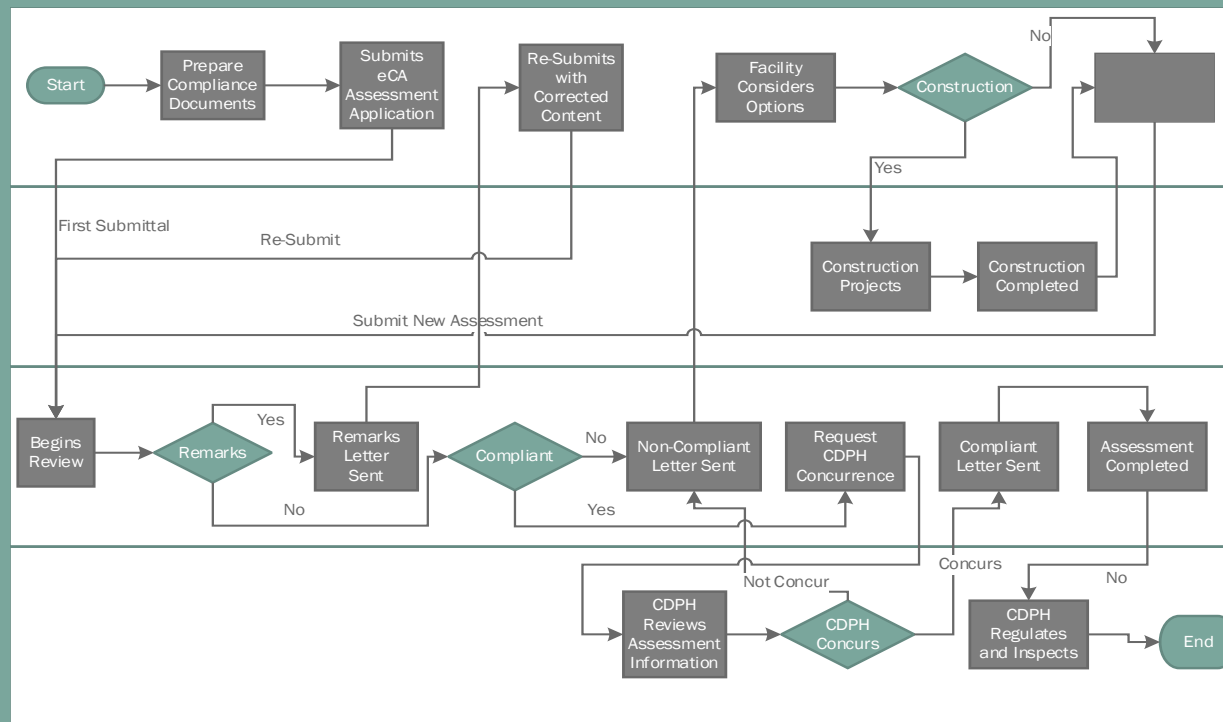 Start
Prepare
Compliance
Documents
Submits
eCA
Assessment
Application
Re-Submits
with
Corrected
Content
Facility
Considers
Options
Construction
No
Yes
First Submittal
Re-Submit
Submit New Assessment
Construction
Projects
Construction
Completed
Begins
Review
Remarks
Yes
No
Remarks
Letter
Sent
Compliant
No
Yes
Non-Compliant
Letter Sent
Request
CDPH
Concurrence
Compliant
Letter Sent
Assessment
Completed
Not Concur
Concurs
No
CDPH
Reviews
Assessment
Information
CDPH
Concurs
CDPH
Regulates
and Inspects
End